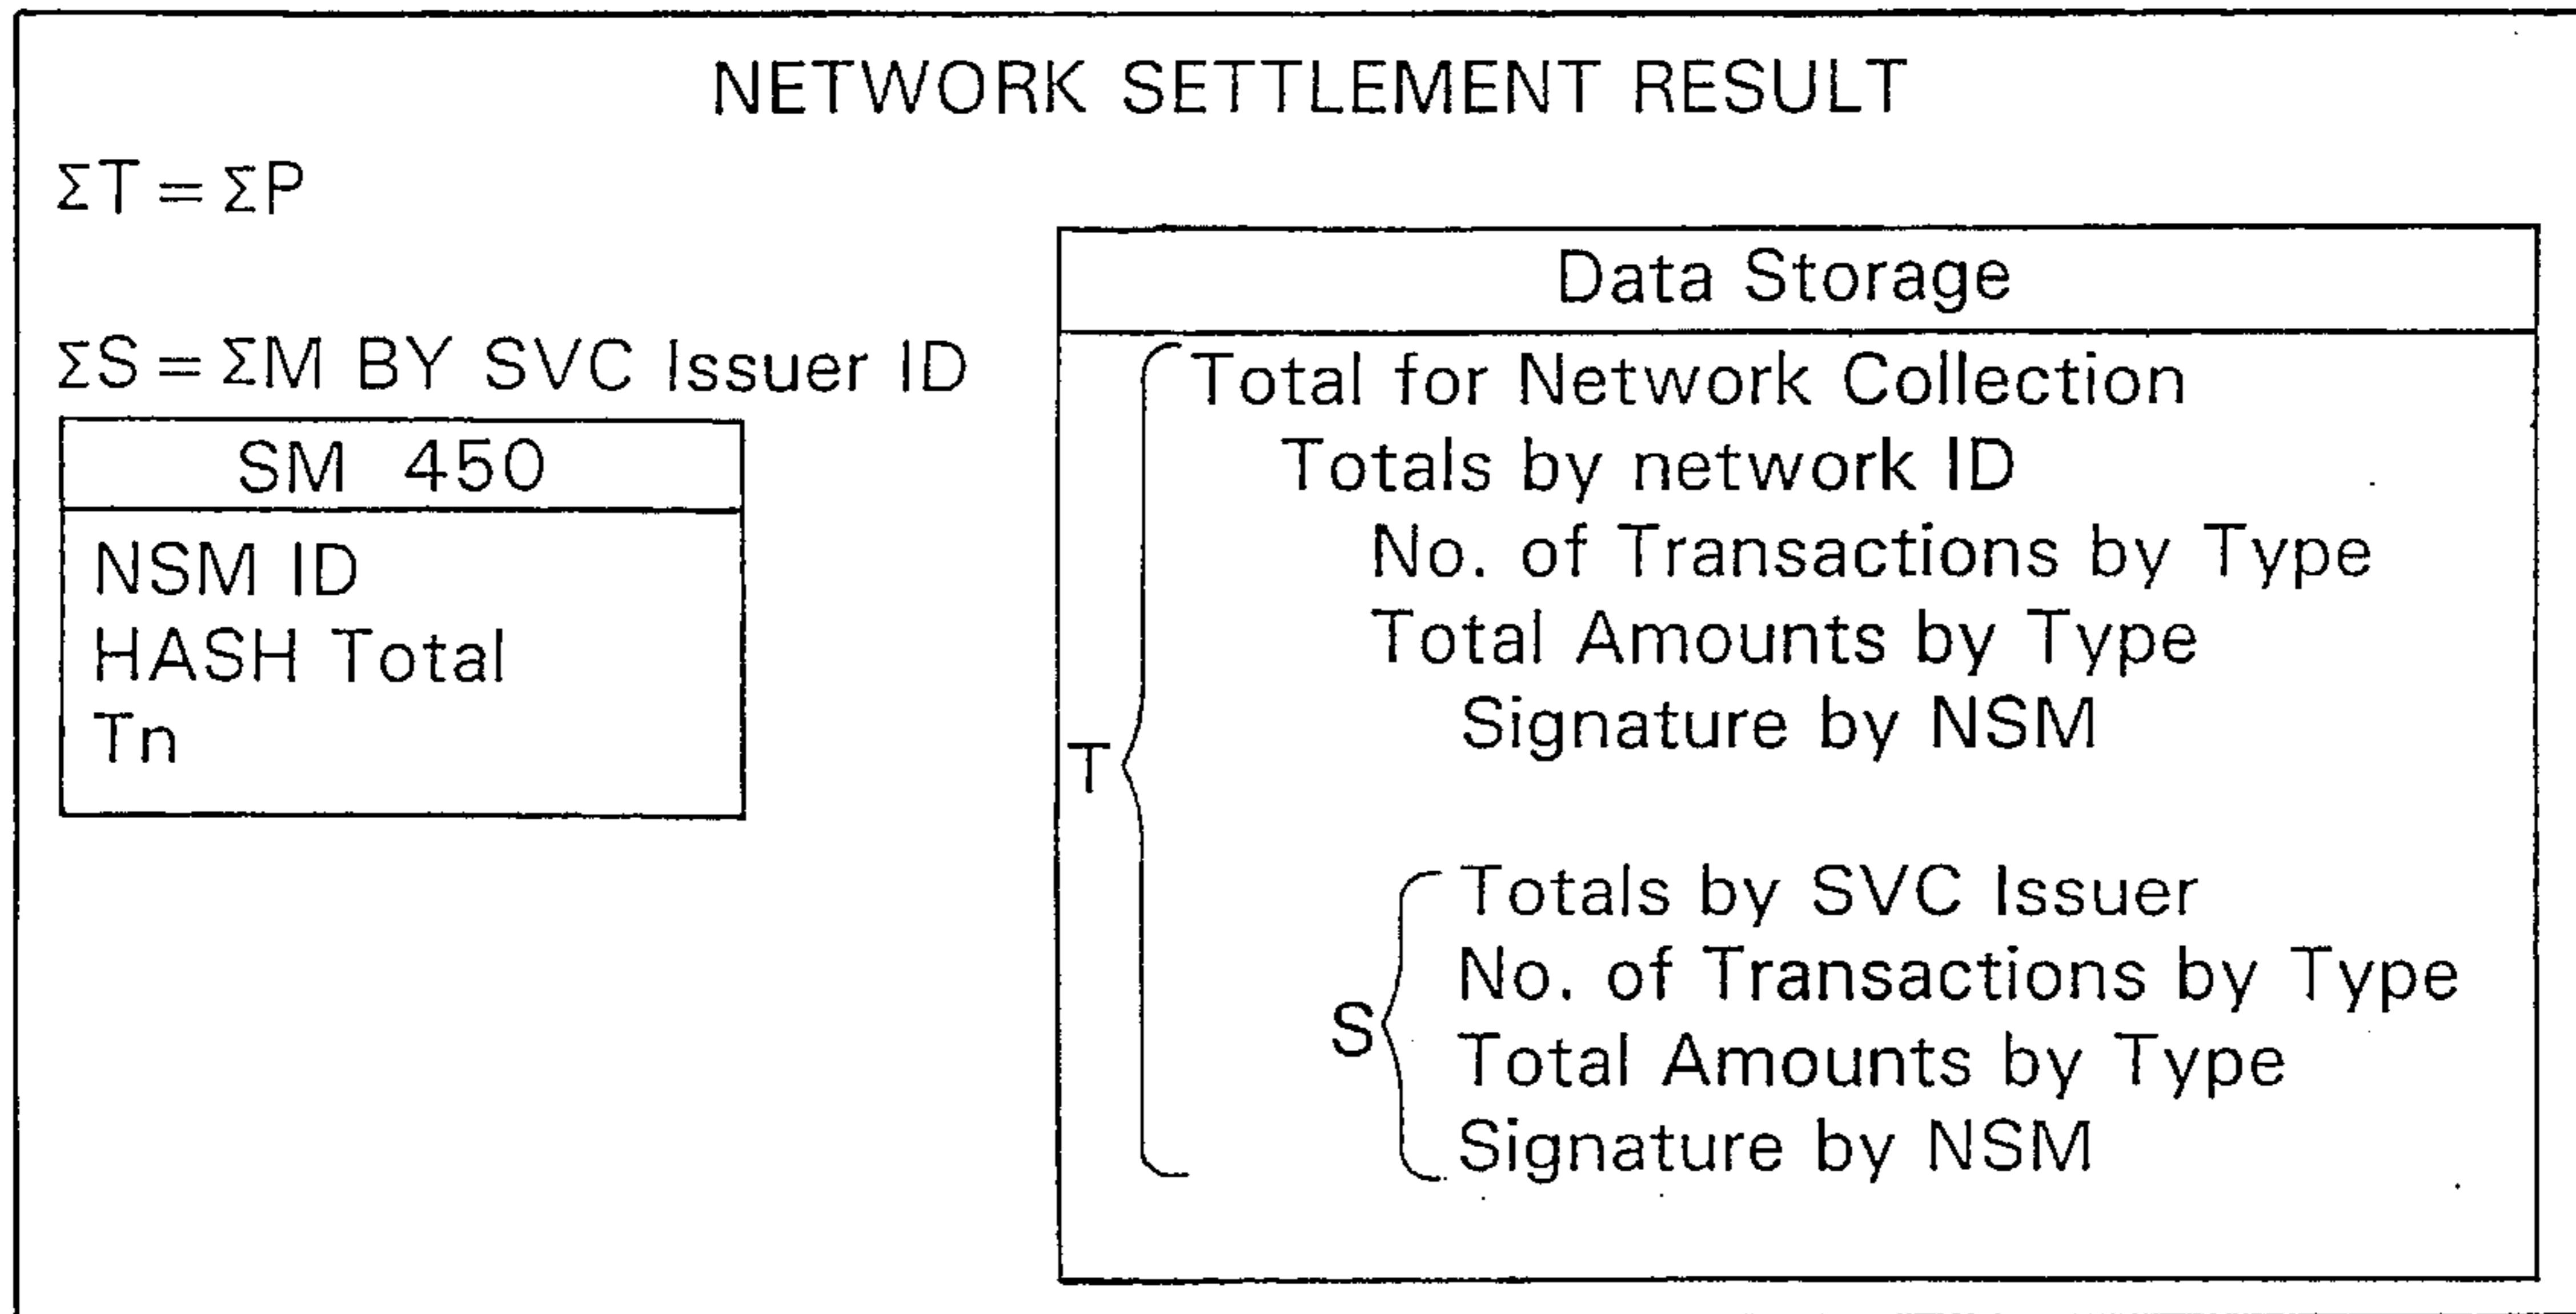 NETWORK SETTLEMENT RESULT
ΣT = ΣP
ΣS = ΣM BY SVC Issuer ID
SM 450
NSM ID
HASH Total
Tn
Data Storage
T
Total for Network Collection
Totals by network ID
No. of Transactions by Type
Total Amounts by Type
Signature by NSM
S
Totals by SVC Issuer
No. of Transactions by Type
Total Amounts by Type
Signature by NSM